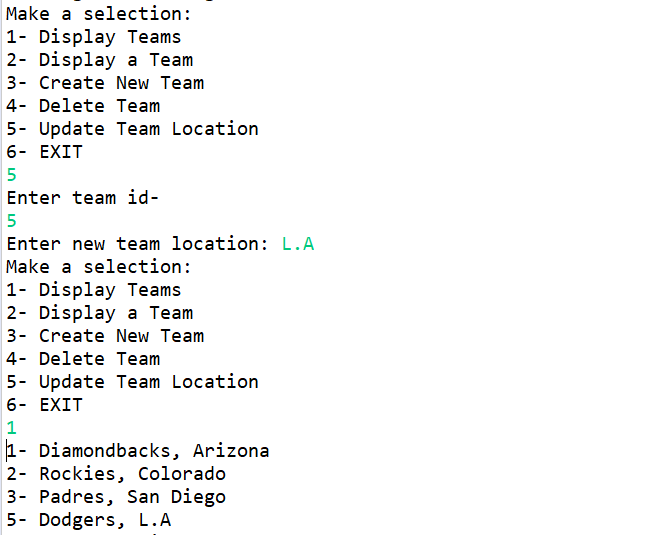 Make a selection:
1- Display Teams
2- Display a Team
3- Create New Team
4- Delete Team
5- Update Team Location
6- EXIT
5
Enter team id-
5
Enter new team location: L.A
Make a selection:
1- Display Teams
2- Display a Team
3- Create New Team
4- Delete Team
5- Update Team Location
6- EXIT
1
1- Diamondbacks, Arizona
2- Rockies, Colorado
3- Padres, San Diego
5- Dodgers, L.A